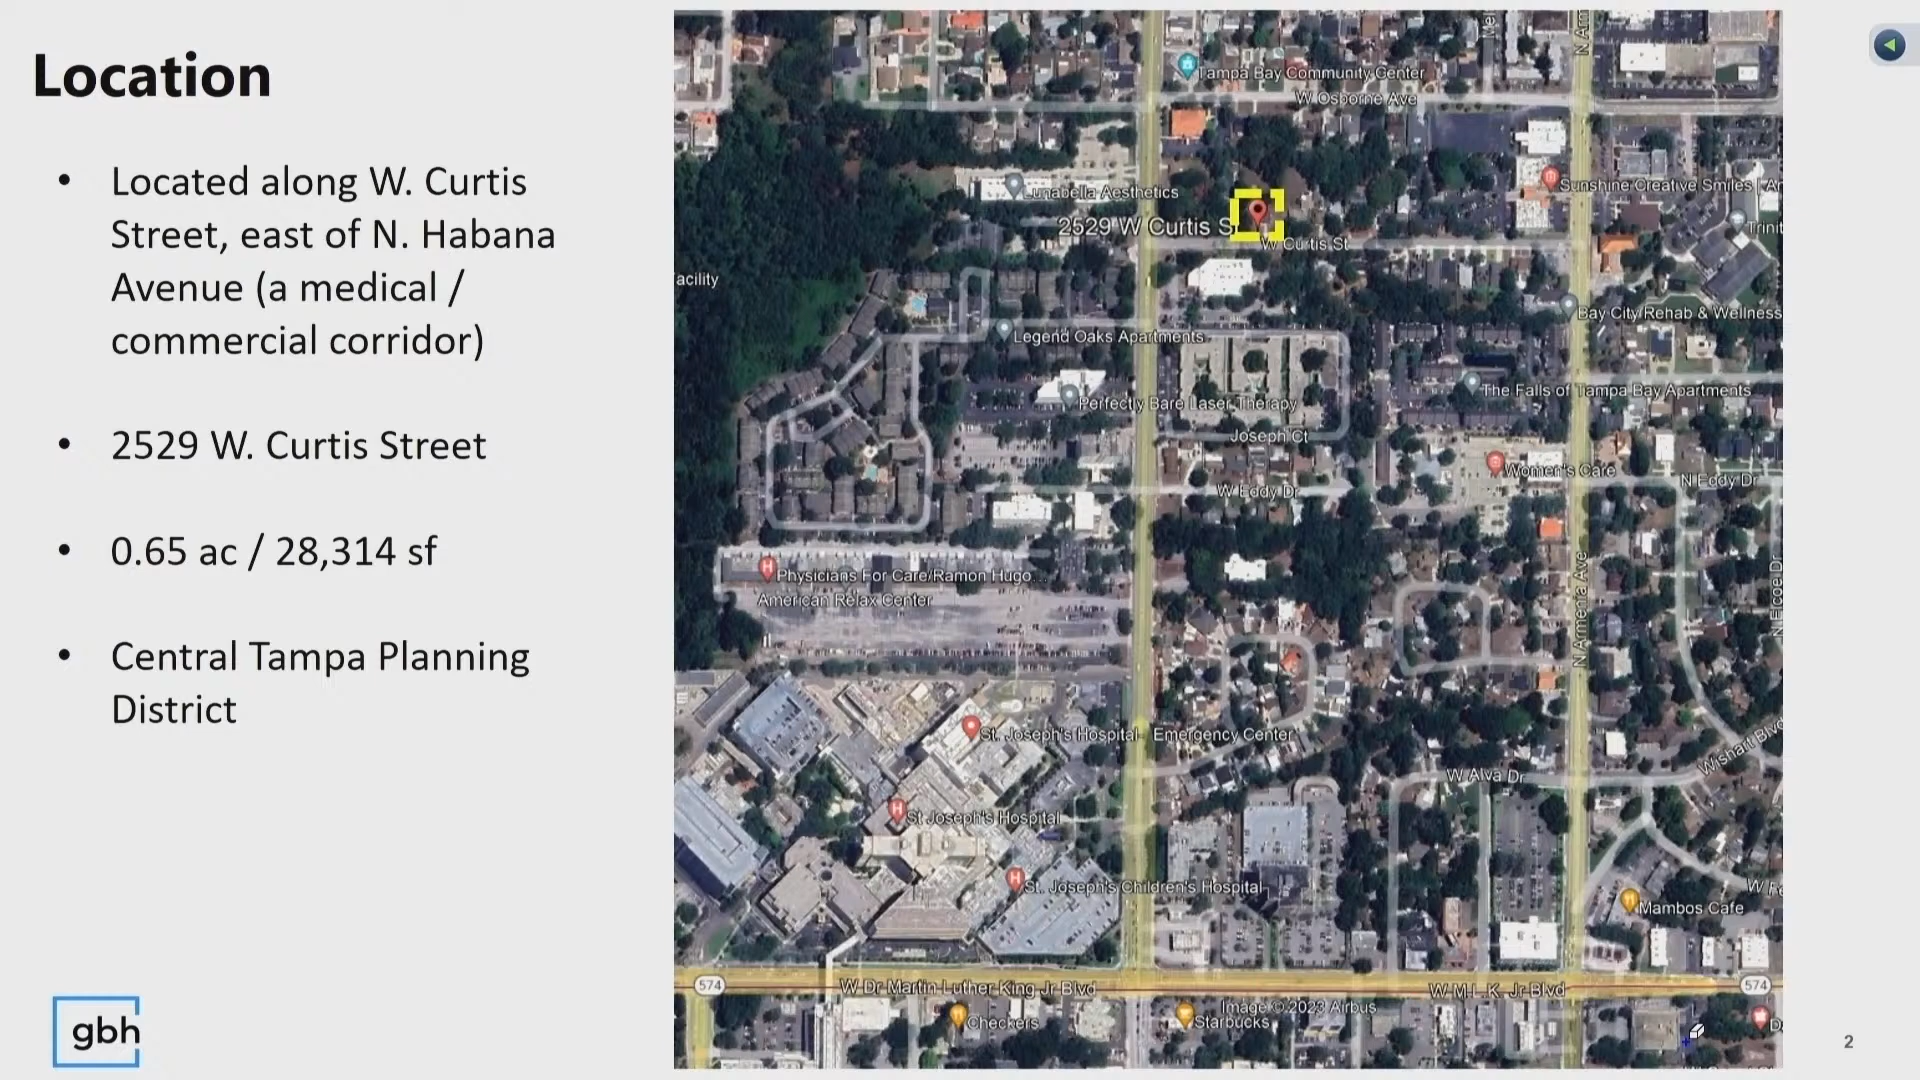 Location
• Located along W. Curtis
Street, east of N. Habana
Avenue (a medical /
commercial corridor)
• 2529 W. Curtis Street
• 0.65 ac / 28,314 sf
• Central Tampa Planning
District
gbh
Tampa Bay Community Center
W Osborne Ave
Lunabella Aesthetics
Sunshine Creative Smiles | Ar
2529 W Curtis S
Trinit
W Curtis St
acility
Bay City Rehab & Wellness
Legend Oaks Apartments
The Falls of Tampa Bay Apartments
Perfectly Bare Laser Therapy
Joseph Ct
Women's Care
W Eddy Dr
N Eddy Dr
Physicians For Care/Ramon Hugo...
American Relax Center
N Armenia Ave
St. Joseph's Hospital - Emergency Center
Wishart Blvd
W Alva Dr
St Joseph's Hospital
St. Joseph's Children's Hospital
Mambos Cafe
574
W Dr Martin Luther King Jr Blvd
W M.L.K. Jr Blvd
574
Image © 2023 Airbus
Checkers
Starbucks
2